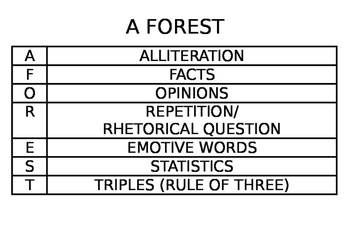 A FOREST
A ALLITERATION
F FACTS
O OPINIONS
R REPETITION/
RHETORICAL QUESTION
E EMOTIVE WORDS
S STATISTICS
T TRIPLES (RULE OF THREE)